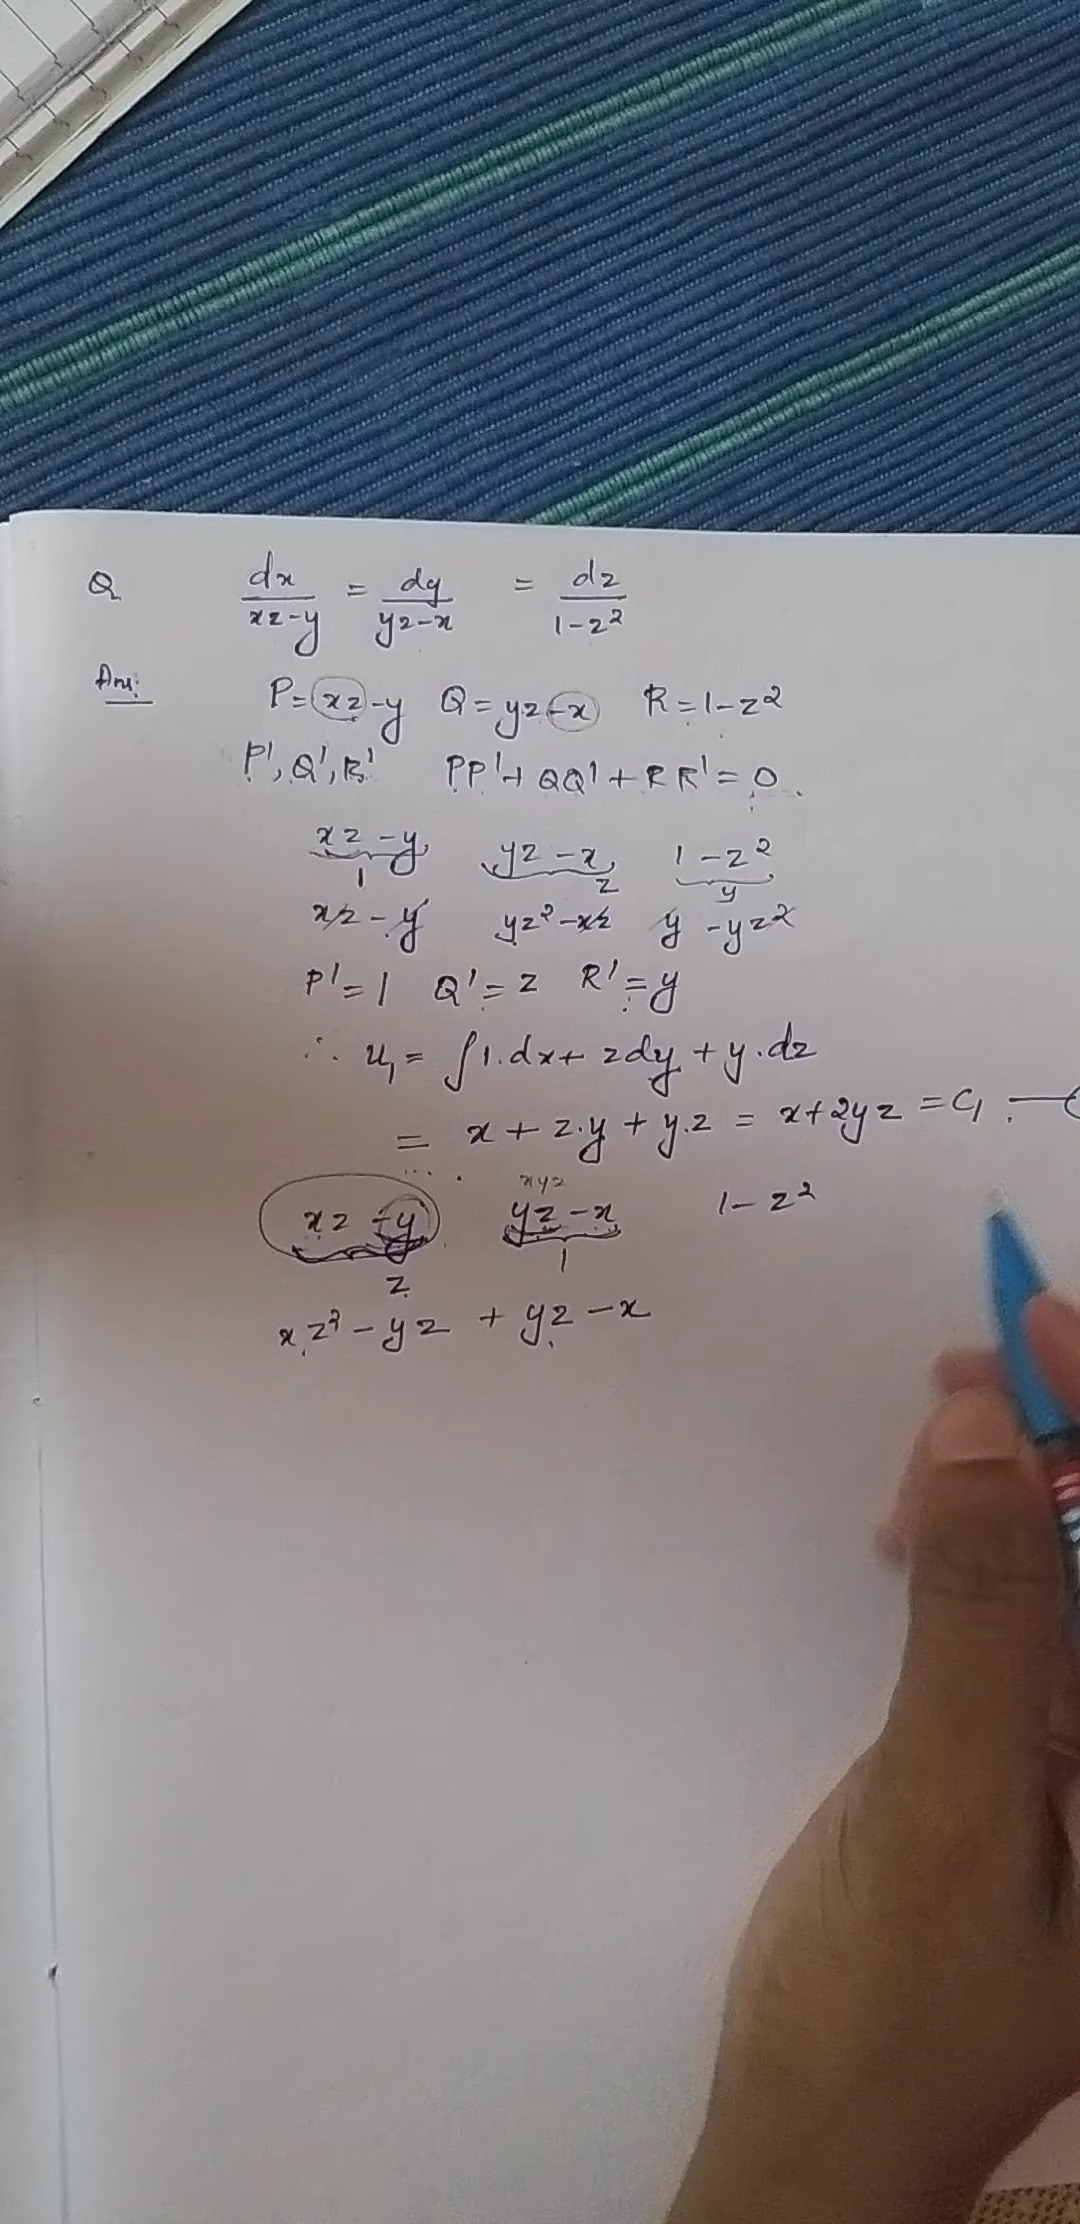 Q dx/xz-y = dy/yz-x = dz/1-z²
Ans: P=xz-y Q=yz-x R=1-z²
P', Q', R' PP'+QQ'+RR'=0.
xz-y yz-x 1-z²
1 z y
xz-y yz²-xz y-yz²
P'=1 Q'=z R'=y
∴ u₁ = ∫1.dx+zdy+y.dz
= x+z.y+y.z = x+2yz = C₁ —(
xyz
xz-y yz-x 1-z²
z 1
xz²-yz+yz-x